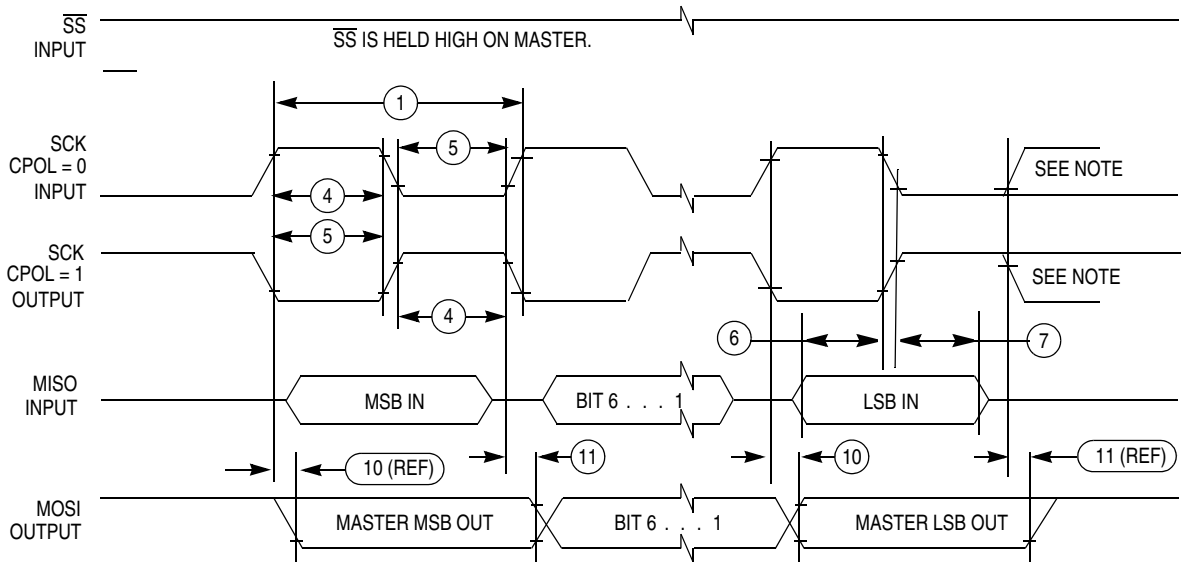 SS
INPUT
SS IS HELD HIGH ON MASTER.
1
SCK
CPOL = 0
INPUT
5
SEE NOTE
4
5
SCK
CPOL = 1
OUTPUT
SEE NOTE
4
6
7
MISO
INPUT
MSB IN
BIT 6 . . . 1
LSB IN
10 (REF)
11
10
11 (REF)
MOSI
OUTPUT
MASTER MSB OUT
BIT 6 . . . 1
MASTER LSB OUT